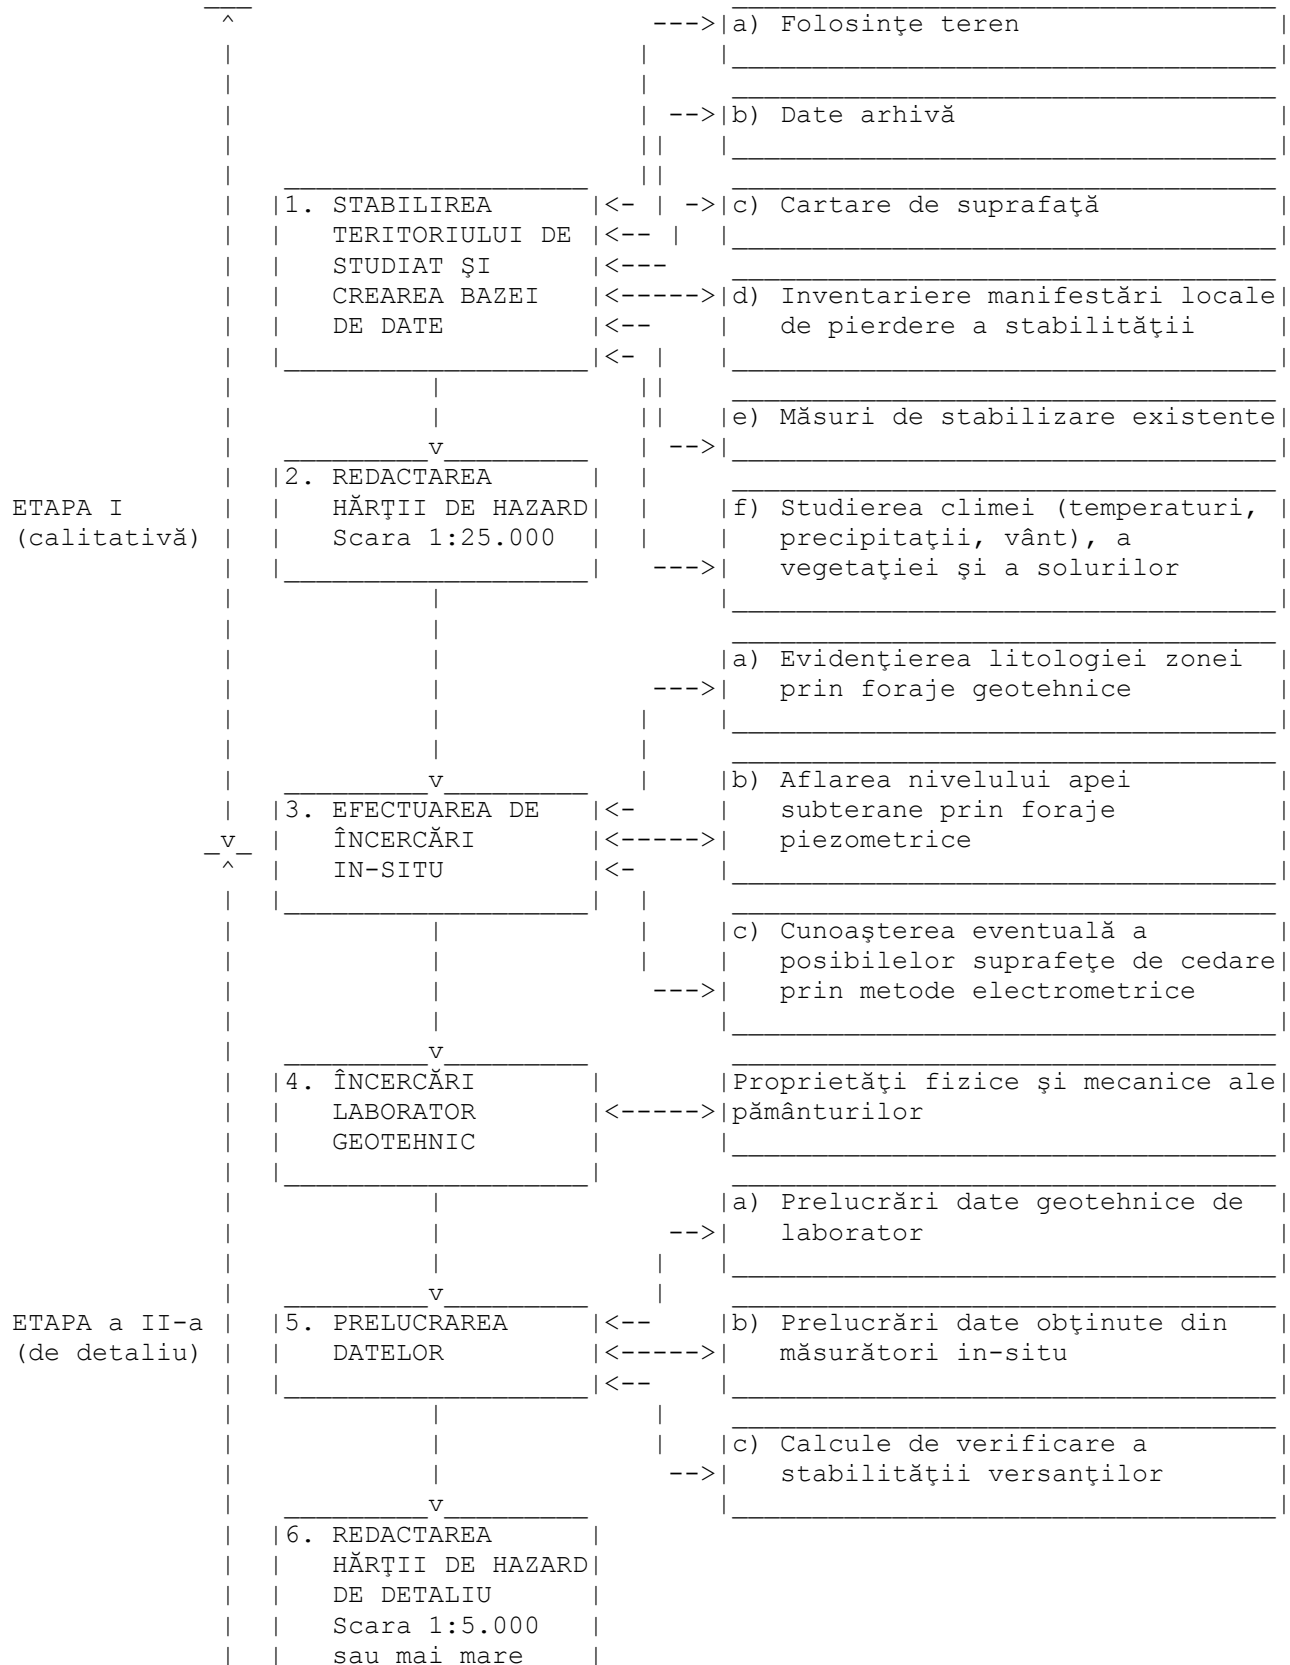 a) Folosinţe teren
b) Date arhivă
1. STABILIREA
TERITORIULUI DE
STUDIAT ŞI
CREAREA BAZEI
DE DATE
c) Cartare de suprafaţă
d) Inventariere manifestări locale
de pierdere a stabilităţii
e) Măsuri de stabilizare existente
ETAPA I
(calitativă)
2. REDACTAREA
HĂRŢII DE HAZARD
Scara 1:25.000
f) Studierea climei (temperaturi,
precipitaţii, vânt), a
vegetaţiei şi a solurilor
a) Evidenţierea litologiei zonei
prin foraje geotehnice
3. EFECTUAREA DE
ÎNCERCĂRI
IN-SITU
b) Aflarea nivelului apei
subterane prin foraje
piezometrice
c) Cunoaşterea eventuală a
posibilelor suprafeţe de cedare
prin metode electrometrice
4. ÎNCERCĂRI
LABORATOR
GEOTEHNIC
Proprietăţi fizice şi mecanice ale
pământurilor
a) Prelucrări date geotehnice de
laborator
ETAPA a II-a
(de detaliu)
5. PRELUCRAREA
DATELOR
b) Prelucrări date obţinute din
măsurători in-situ
c) Calcule de verificare a
stabilităţii versanţilor
6. REDACTAREA
HĂRŢII DE HAZARD
DE DETALIU
Scara 1:5.000
sau mai mare